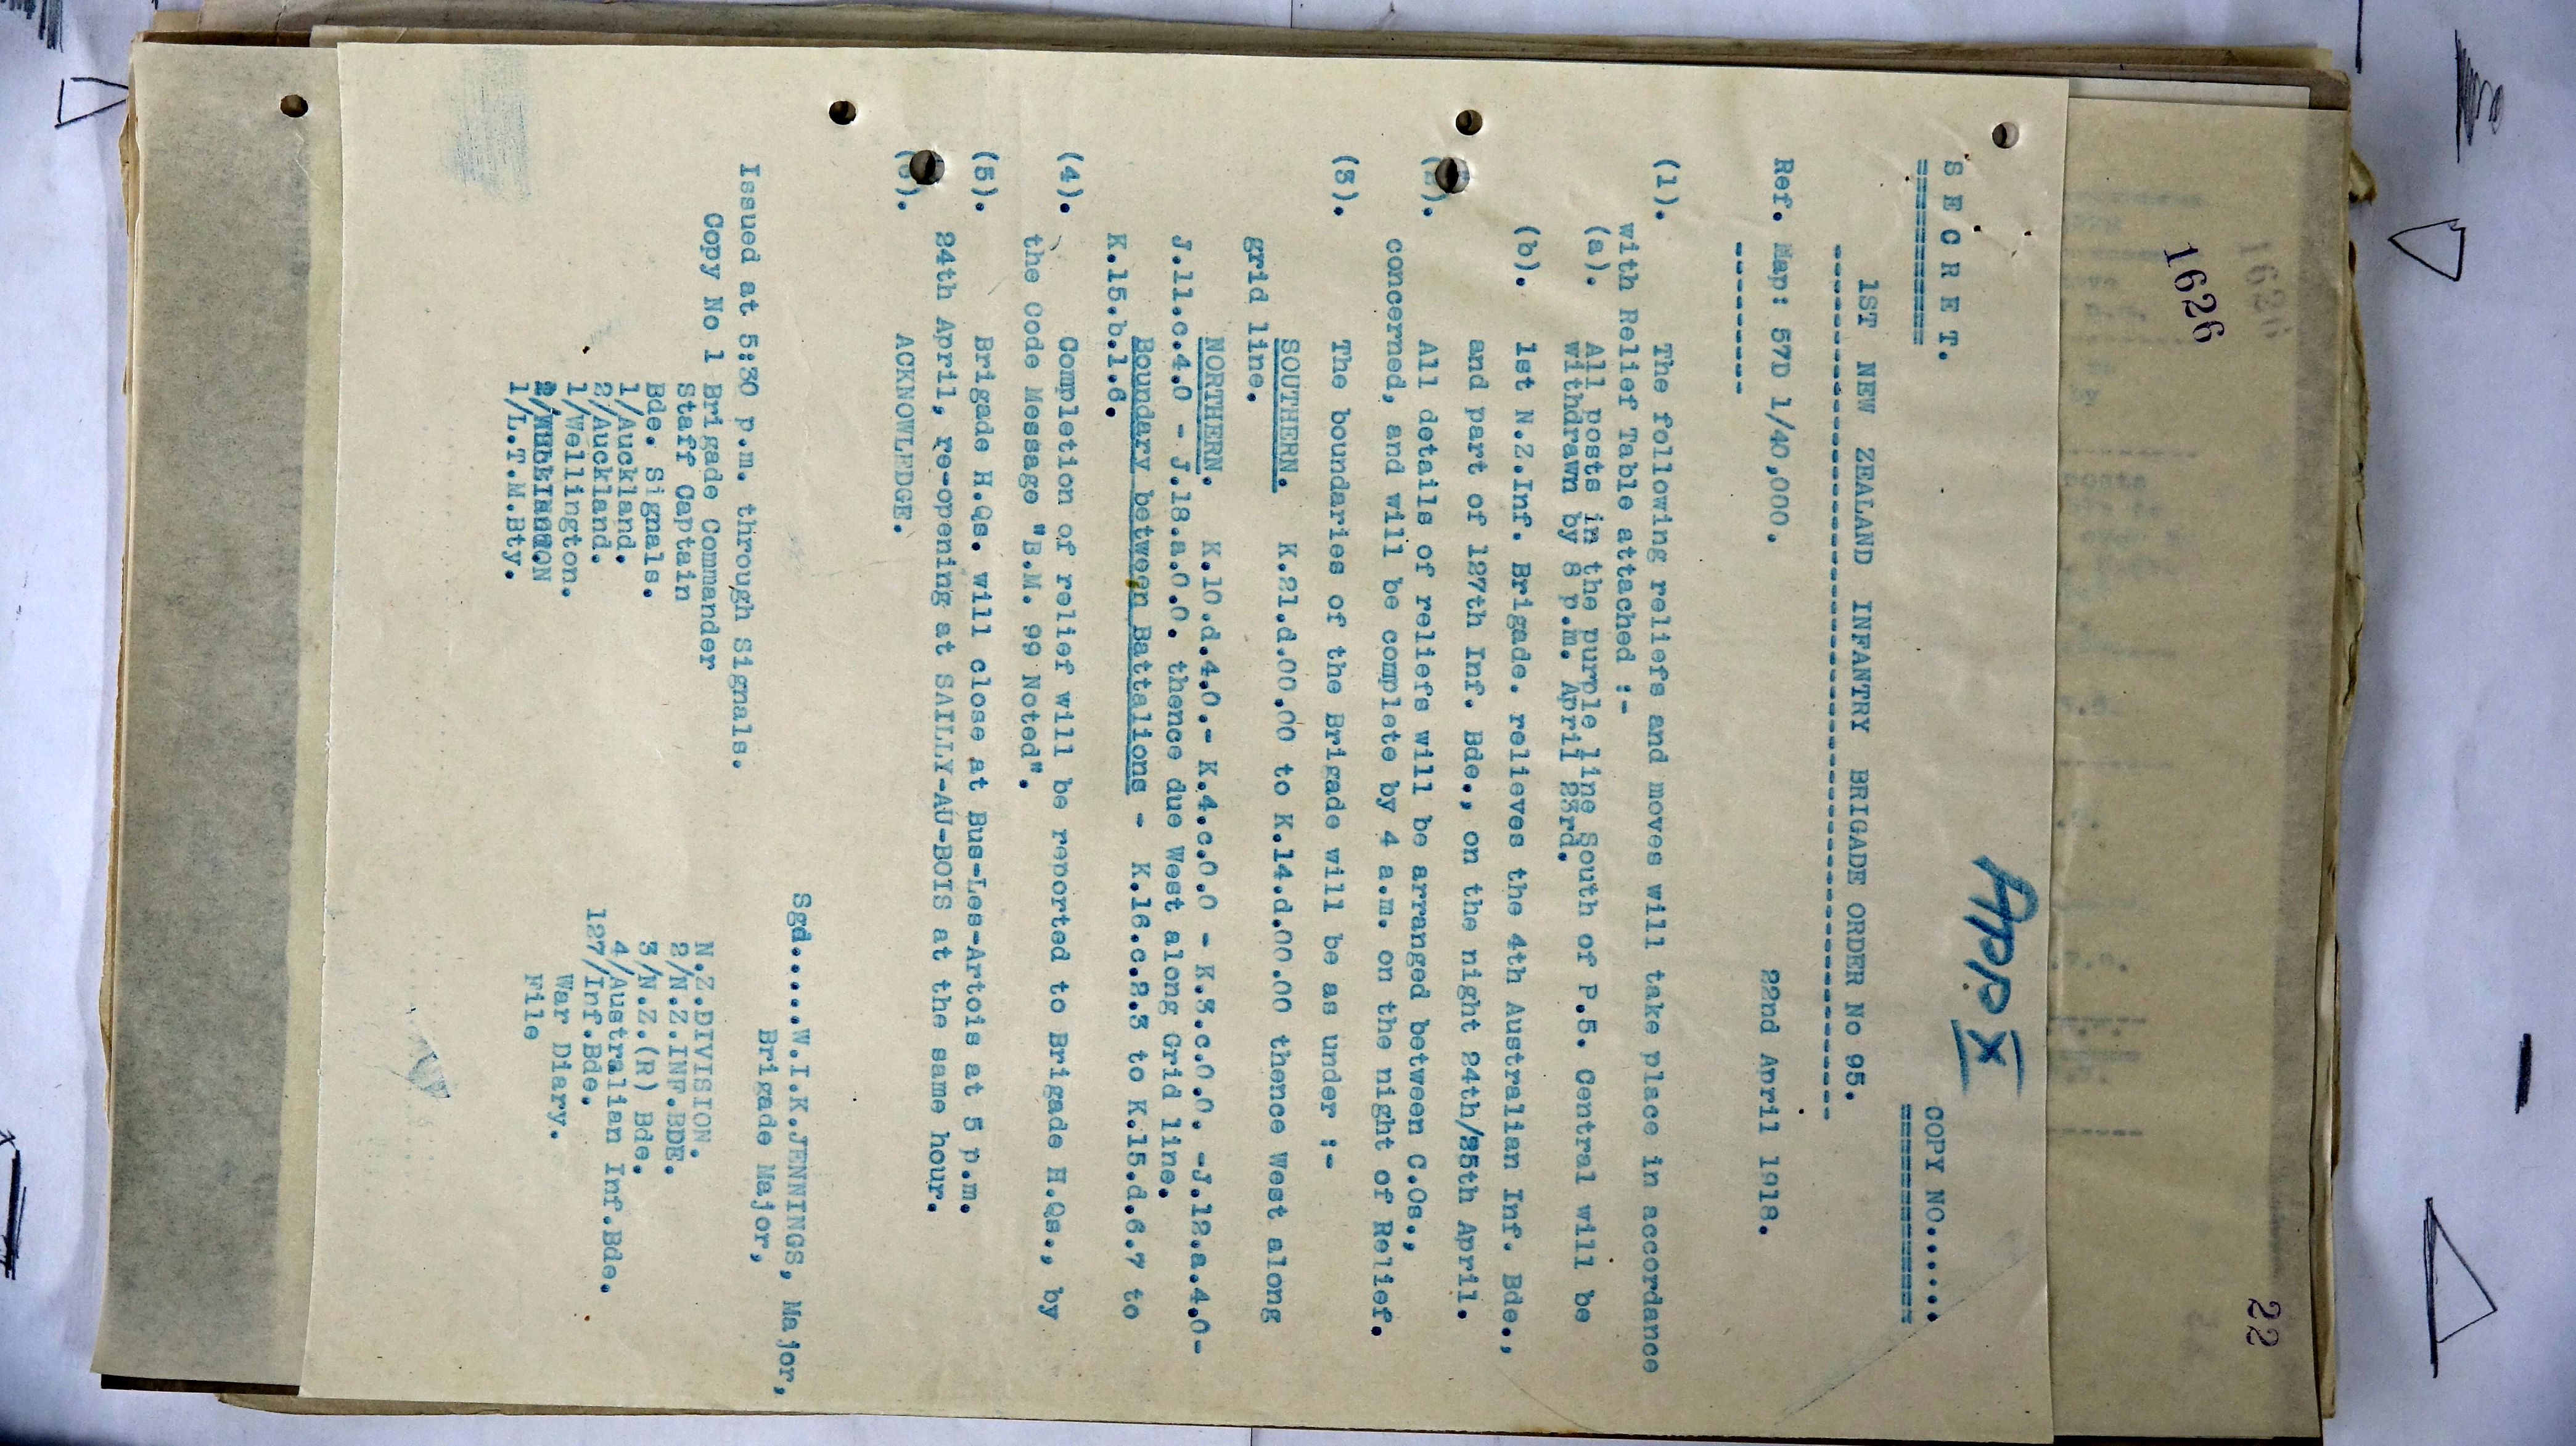 1626
22
App X
S E C R E T.
COPY NO.......
1ST NEW ZEALAND INFANTRY BRIGADE ORDER No 95.
Ref. Map: 57D 1/40,000.
22nd April 1918.
(1). The following reliefs and moves will take place in accordance
with Relief Table attached :-
(a). All posts in the purple line South of P.5. Central will be
withdrawn by 8 p.m. April 23rd.
(b). 1st N.Z.Inf. Brigade. relieves the 4th Australian Inf. Bde.,
and part of 127th Inf. Bde., on the night 24th/25th April.
(2). All details of reliefs will be arranged between C.Os.,
concerned, and will be complete by 4 a.m. on the night of Relief.
(3). The boundaries of the Brigade will be as under :-
SOUTHERN. K.21.d.00.00 to K.14.d.00.00 thence West along
grid line.
NORTHERN. K.10.d.4.0.- K.4.c.0.0 - K.3.c.0.0. -J.12.a.4.0-
J.11.c.4.0 - J.18.a.0.0. thence due West along Grid line.
Boundary between Battalions - K.16.c.2.3 to K.15.d.6.7 to
K.15.b.1.6.
(4). Completion of relief will be reported to Brigade H.Qs., by
the Code Message "B.M. 99 Noted".
(5). Brigade H.Qs. will close at Bus-Les-Artois at 5 p.m.
24th April, re-opening at SAILLY-AU-BOIS at the same hour.
(6). ACKNOWLEDGE.
Sgd......W.I.K.JENNINGS, Major,
Brigade Major,
Issued at 5:30 p.m. through Signals.
Copy No 1 Brigade Commander
Staff Captain
Bde. Signals.
1/Auckland.
2/Auckland.
1/Wellington.
2/WELLINGTON
1/L.T.M.Bty.
N.Z.DIVISION.
2/N.Z.INF.BDE.
3/N.Z.(R) Bde.
4/Australian Inf.Bde.
127/Inf.Bde.
War Diary.
File